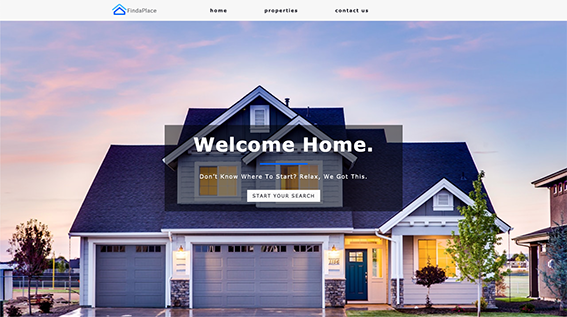 FindaPlace
home
properties
contact us
Welcome Home.
Don't Know Where To Start? Relax, We Got This.
START YOUR SEARCH